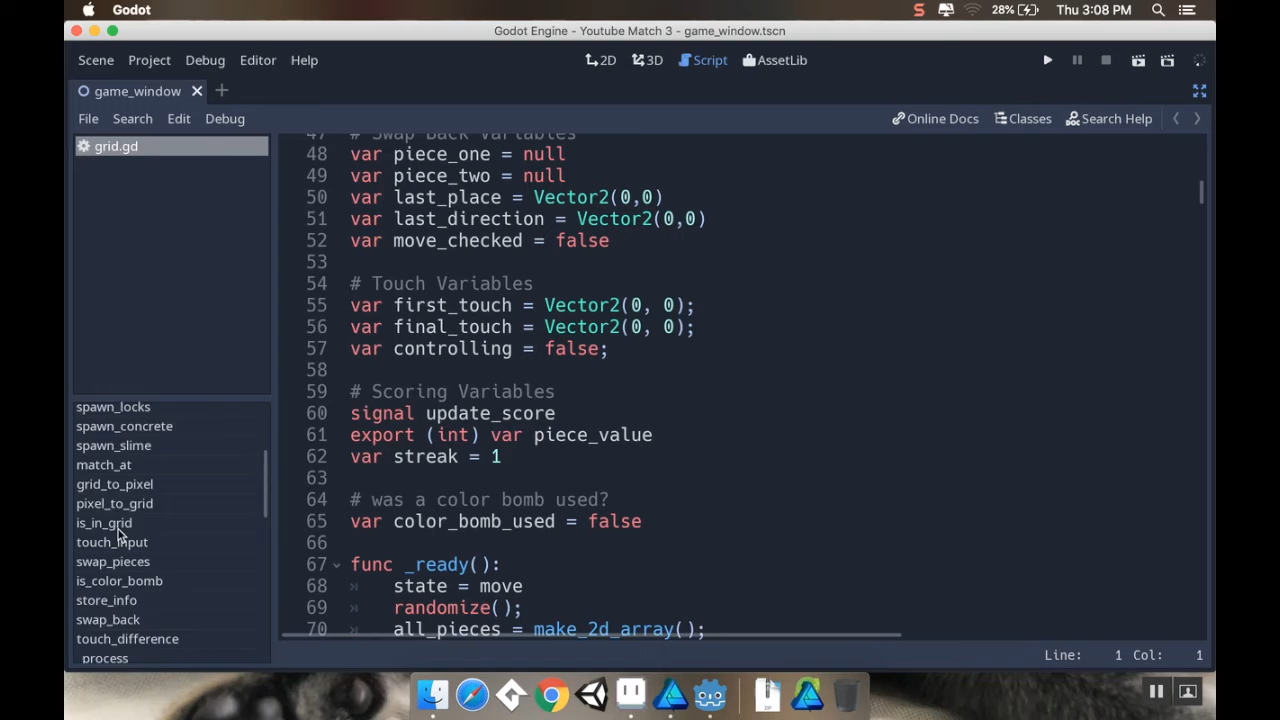 Godot
28%
Thu 3:08 PM
Godot Engine - Youtube Match 3 - game_window.tscn
Scene Project Debug Editor Help
2D 3D Script AssetLib
game_window
File Search Edit Debug
Online Docs Classes Search Help
grid.gd
spawn_locks
spawn_concrete
spawn_slime
match_at
grid_to_pixel
pixel_to_grid
is_in_grid
touch_input
swap_pieces
is_color_bomb
store_info
swap_back
touch_difference
_process
47 # Swap Back Variables
48 var piece_one = null
49 var piece_two = null
50 var last_place = Vector2(0,0)
51 var last_direction = Vector2(0,0)
52 var move_checked = false
53
54 # Touch Variables
55 var first_touch = Vector2(0, 0);
56 var final_touch = Vector2(0, 0);
57 var controlling = false;
58
59 # Scoring Variables
60 signal update_score
61 export (int) var piece_value
62 var streak = 1
63
64 # was a color bomb used?
65 var color_bomb_used = false
66
67 func _ready():
68 state = move
69 randomize();
70 all_pieces = make_2d_array();
Line: 1 Col: 1